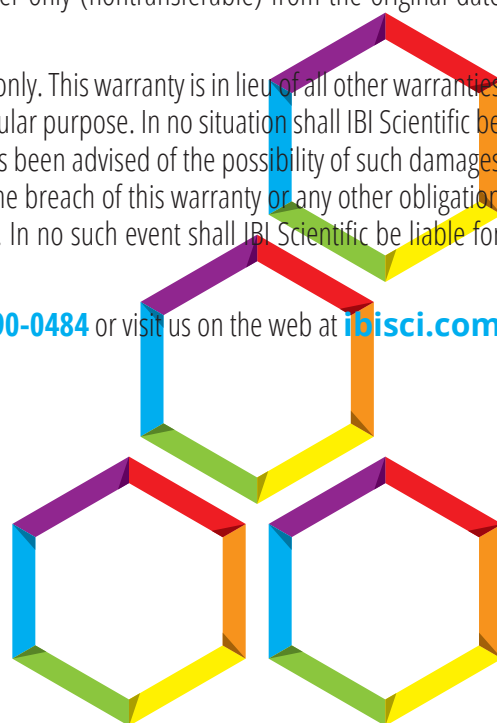 er only (nontransferable) from the original date
only. This warranty is in lieu of all other warranties
ular purpose. In no situation shall IBI Scientific be
s been advised of the possibility of such damages
he breach of this warranty or any other obligation
. In no such event shall IBI Scientific be liable for
90-0484 or visit us on the web at ibisci.com